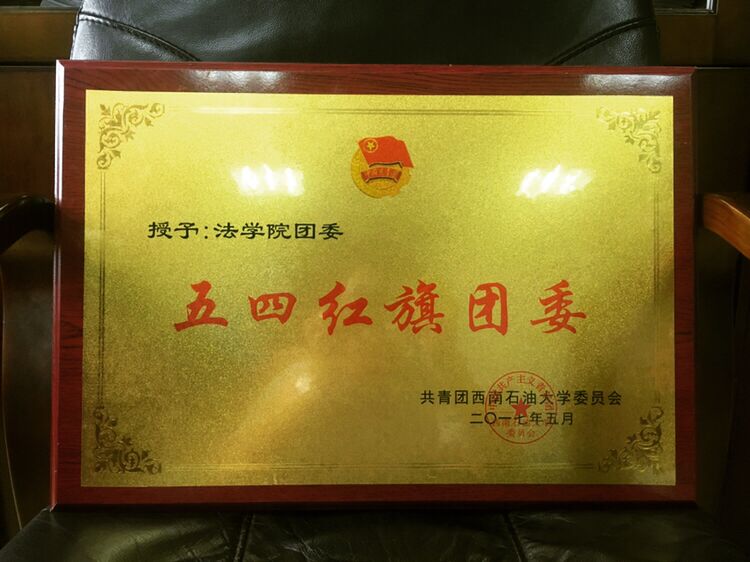 授予:法学院团委
五四红旗团委
共青团西南石油大学委员会
二〇一七年五月